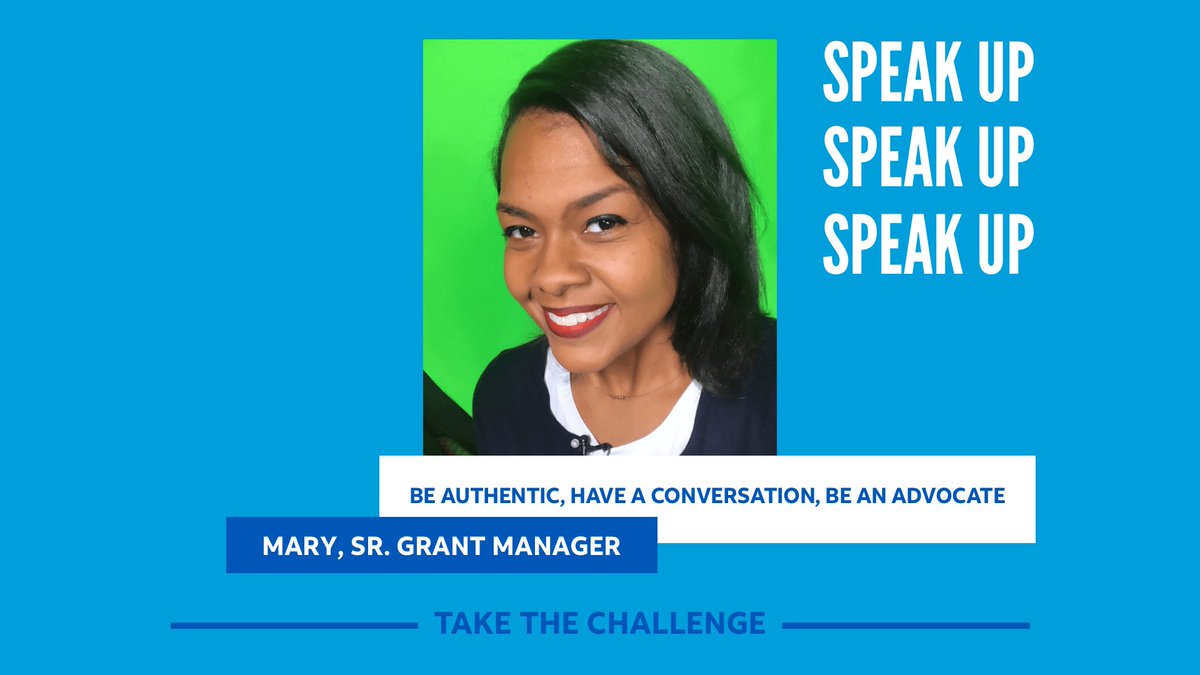 SPEAK UP
SPEAK UP
SPEAK UP
BE AUTHENTIC, HAVE A CONVERSATION, BE AN ADVOCATE
MARY, SR. GRANT MANAGER
TAKE THE CHALLENGE